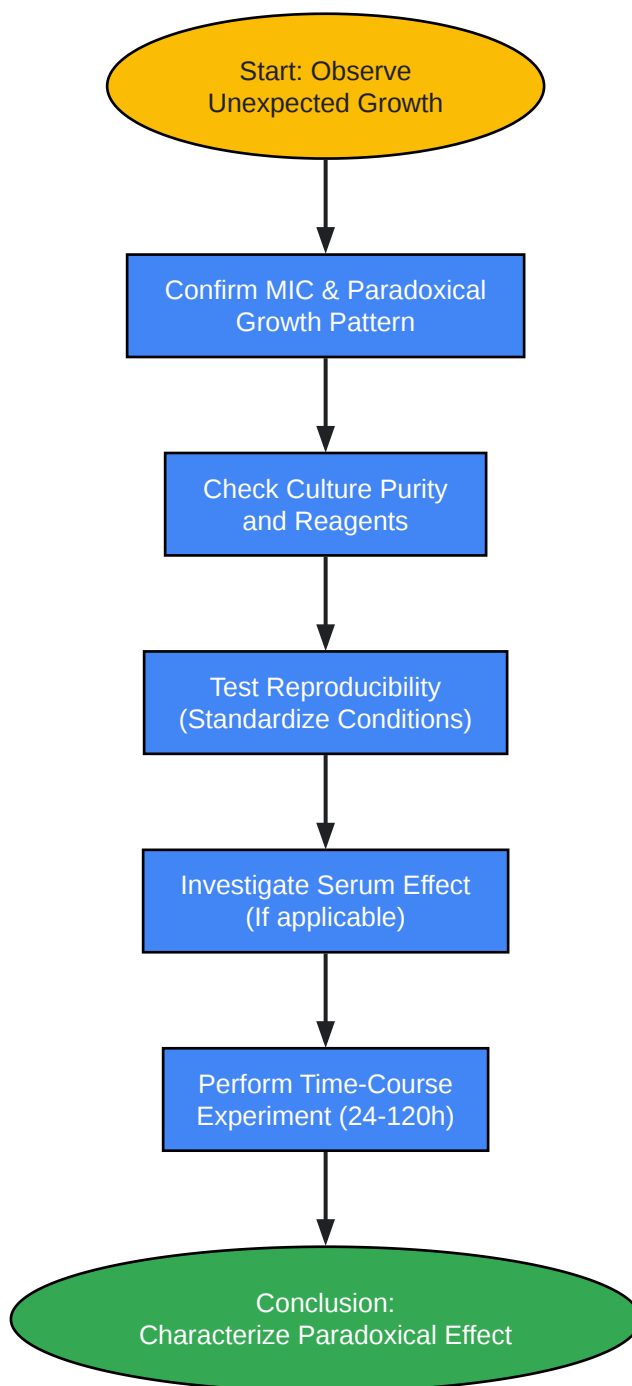 Start: Observe
Unexpected Growth
Confirm MIC & Paradoxical
Growth Pattern
Check Culture Purity
and Reagents
Test Reproducibility
(Standardize Conditions)
Investigate Serum Effect
(If applicable)
Perform Time-Course
Experiment (24-120h)
Conclusion:
Characterize Paradoxical Effect